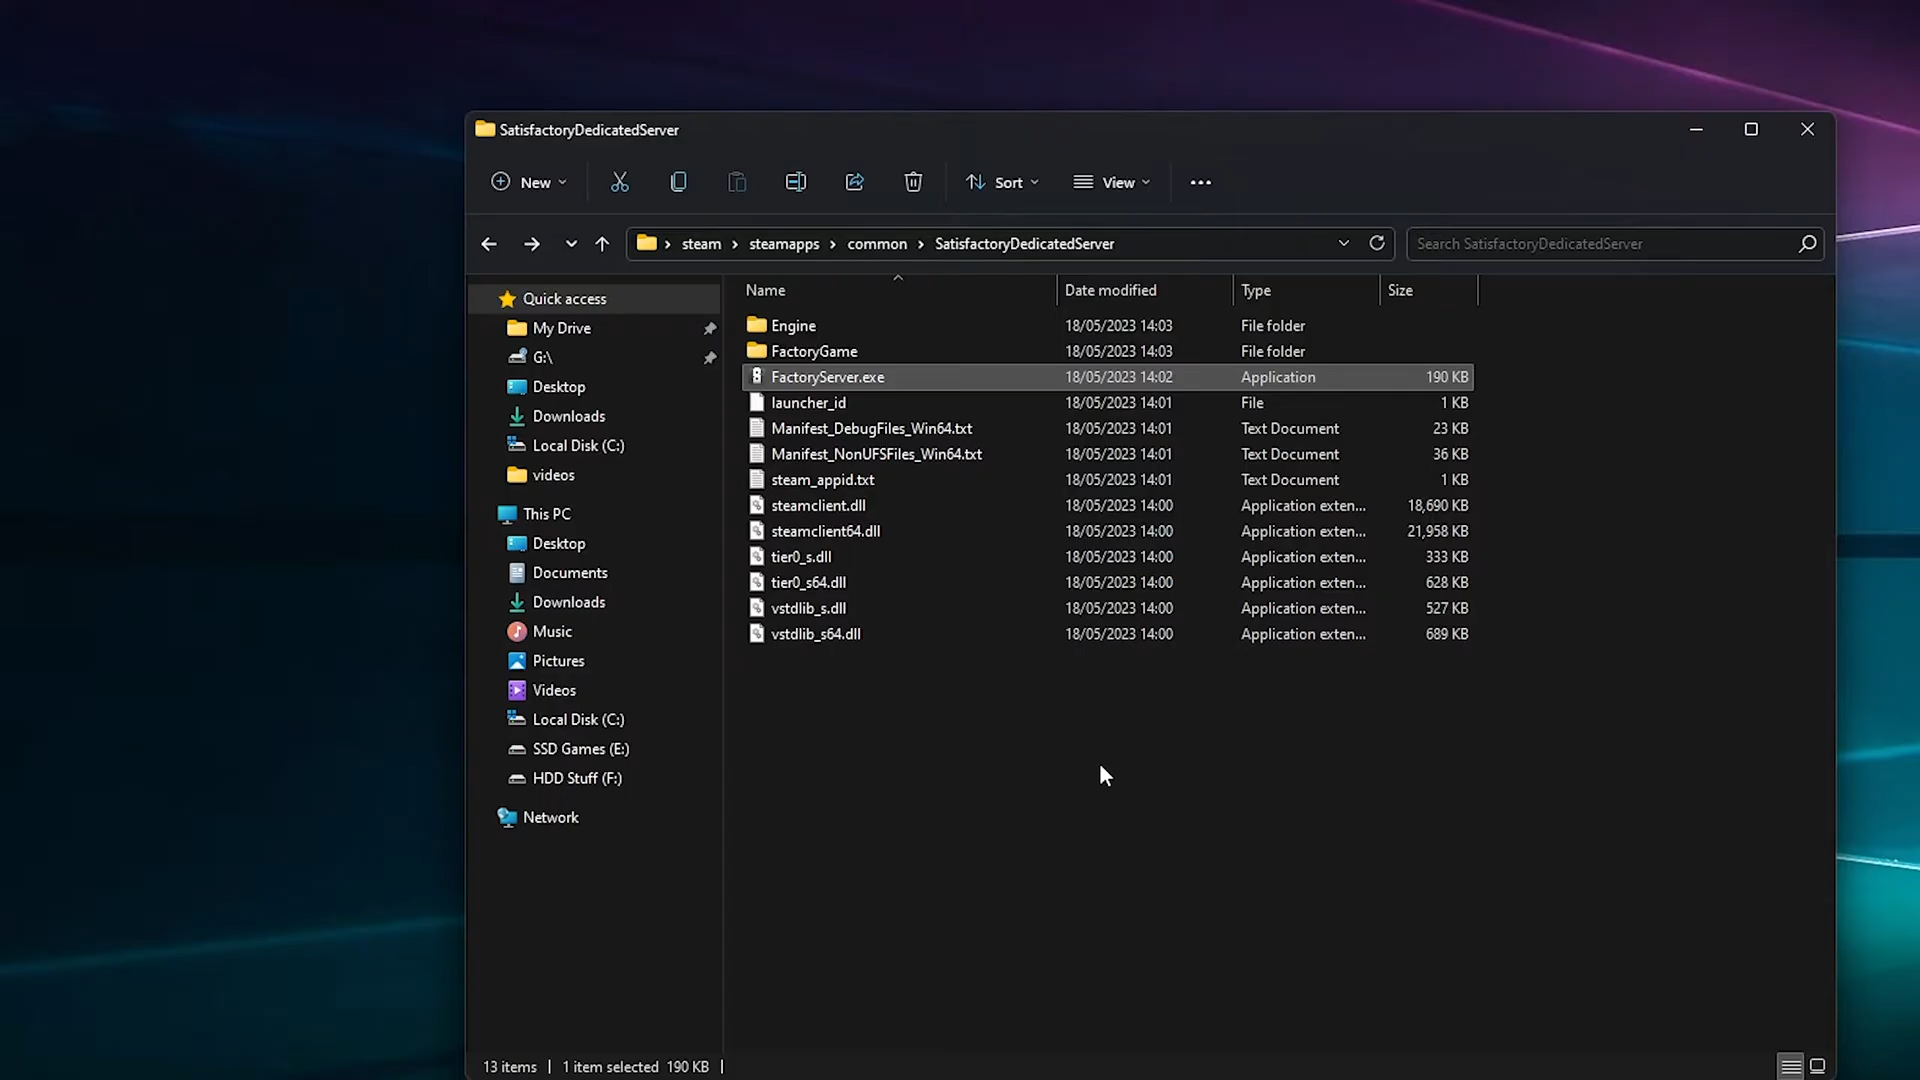 SatisfactoryDedicatedServer
New
Sort
View
steam
steamapps
common
SatisfactoryDedicatedServer
Search SatisfactoryDedicatedServer
Quick access
My Drive
G:\
Desktop
Downloads
Local Disk (C:)
videos
This PC
Desktop
Documents
Downloads
Music
Pictures
Videos
Local Disk (C:)
SSD Games (E:)
HDD Stuff (F:)
Network
Name Date modified Type Size
Engine 18/05/2023 14:03 File folder
FactoryGame 18/05/2023 14:03 File folder
FactoryServer.exe 18/05/2023 14:02 Application 190 KB
launcher_id 18/05/2023 14:01 File 1 KB
Manifest_DebugFiles_Win64.txt 18/05/2023 14:01 Text Document 23 KB
Manifest_NonUFSFiles_Win64.txt 18/05/2023 14:01 Text Document 36 KB
steam_appid.txt 18/05/2023 14:01 Text Document 1 KB
steamclient.dll 18/05/2023 14:00 Application exten... 18,690 KB
steamclient64.dll 18/05/2023 14:00 Application exten... 21,958 KB
tier0_s.dll 18/05/2023 14:00 Application exten... 333 KB
tier0_s64.dll 18/05/2023 14:00 Application exten... 628 KB
vstdlib_s.dll 18/05/2023 14:00 Application exten... 527 KB
vstdlib_s64.dll 18/05/2023 14:00 Application exten... 689 KB
13 items | 1 item selected 190 KB |